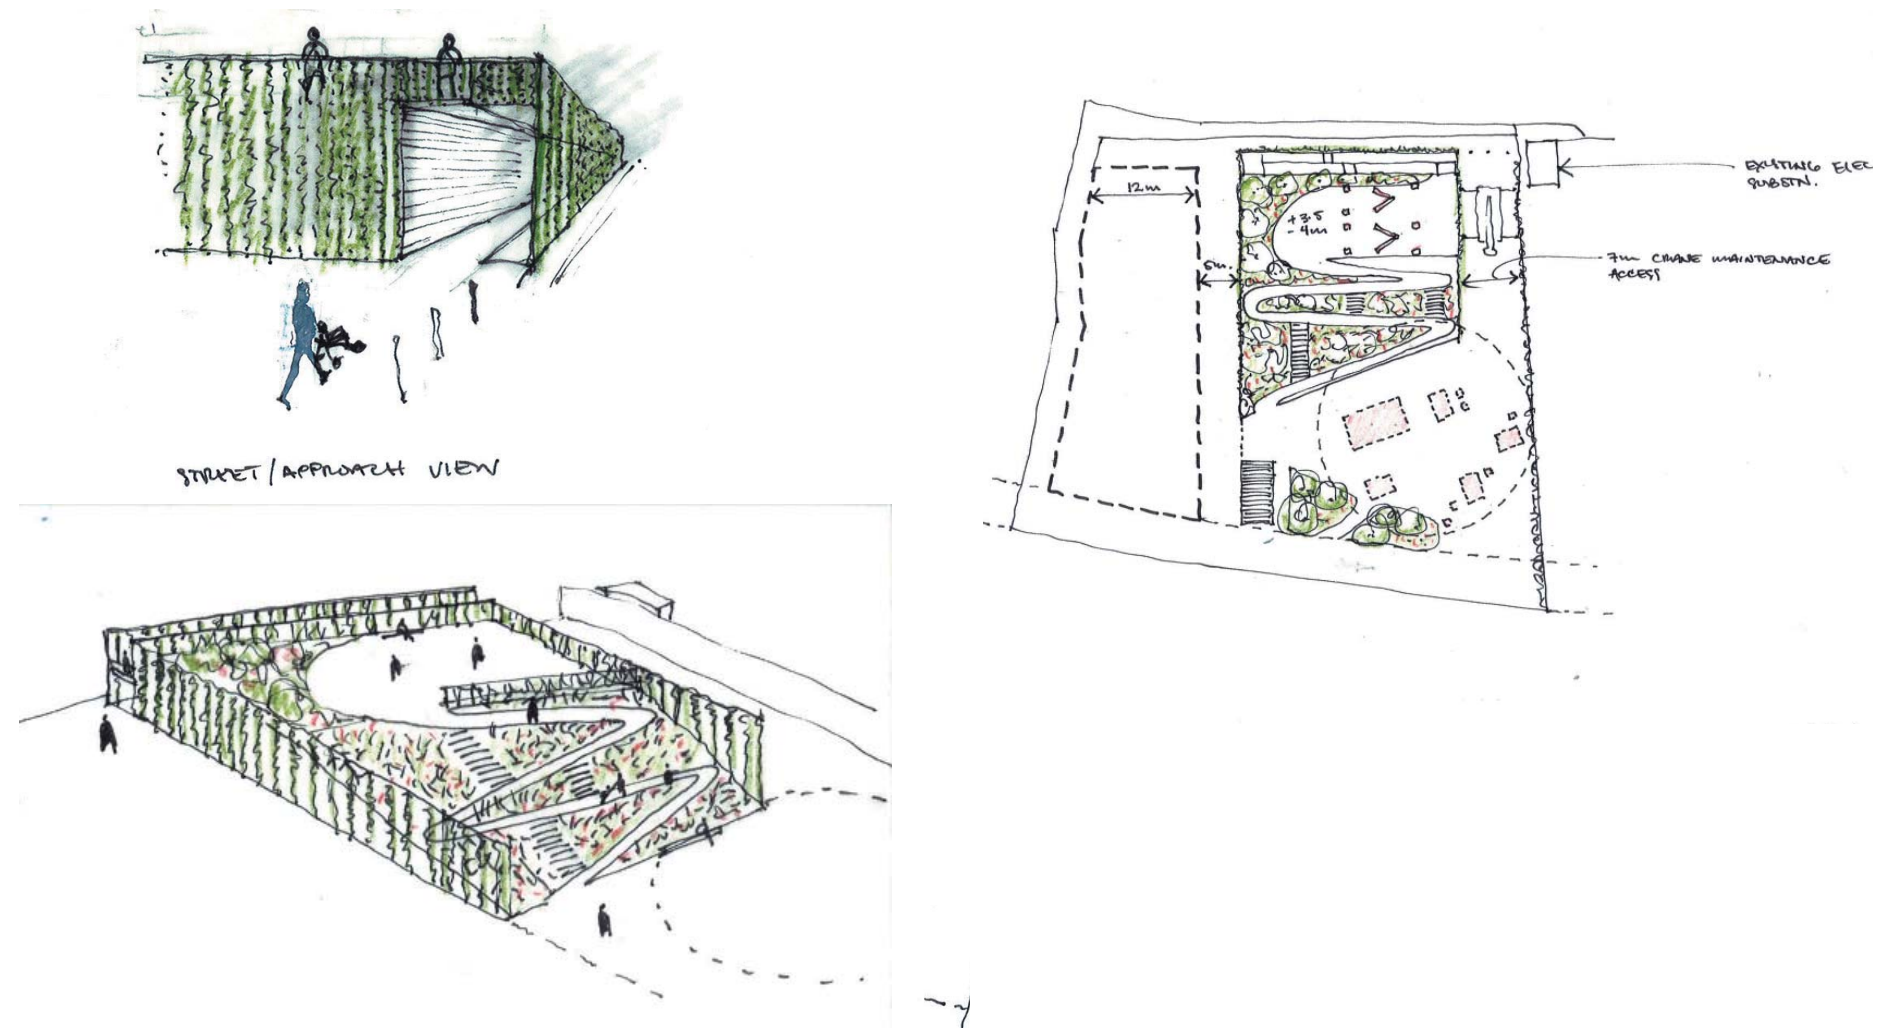 STREET/APPROACH VIEW
12m
+3.5
- 4m
5m.
EXISTING ELEC
SUBSTN.
7m CRANE MAINTENANCE
ACCESS